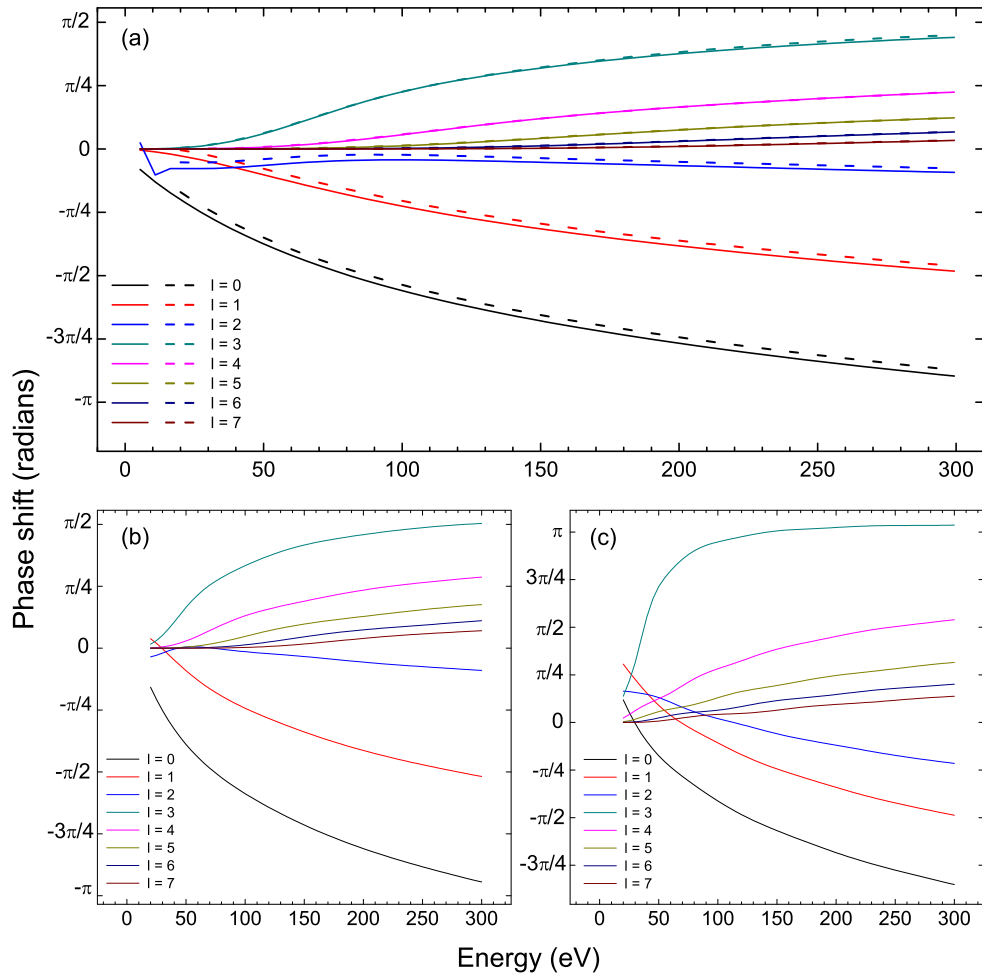 Phase shift (radians)
(a)
π/2
π/4
0
-π/4
-π/2
-3π/4
-π
l = 0
l = 1
l = 2
l = 3
l = 4
l = 5
l = 6
l = 7
0 50 100 150 200 250 300
(b)
π/2
π/4
0
-π/4
-π/2
-3π/4
-π
l = 0
l = 1
l = 2
l = 3
l = 4
l = 5
l = 6
l = 7
0 50 100 150 200 250 300
(c)
π
3π/4
π/2
π/4
0
-π/4
-π/2
-3π/4
l = 0
l = 1
l = 2
l = 3
l = 4
l = 5
l = 6
l = 7
0 50 100 150 200 250 300
Energy (eV)